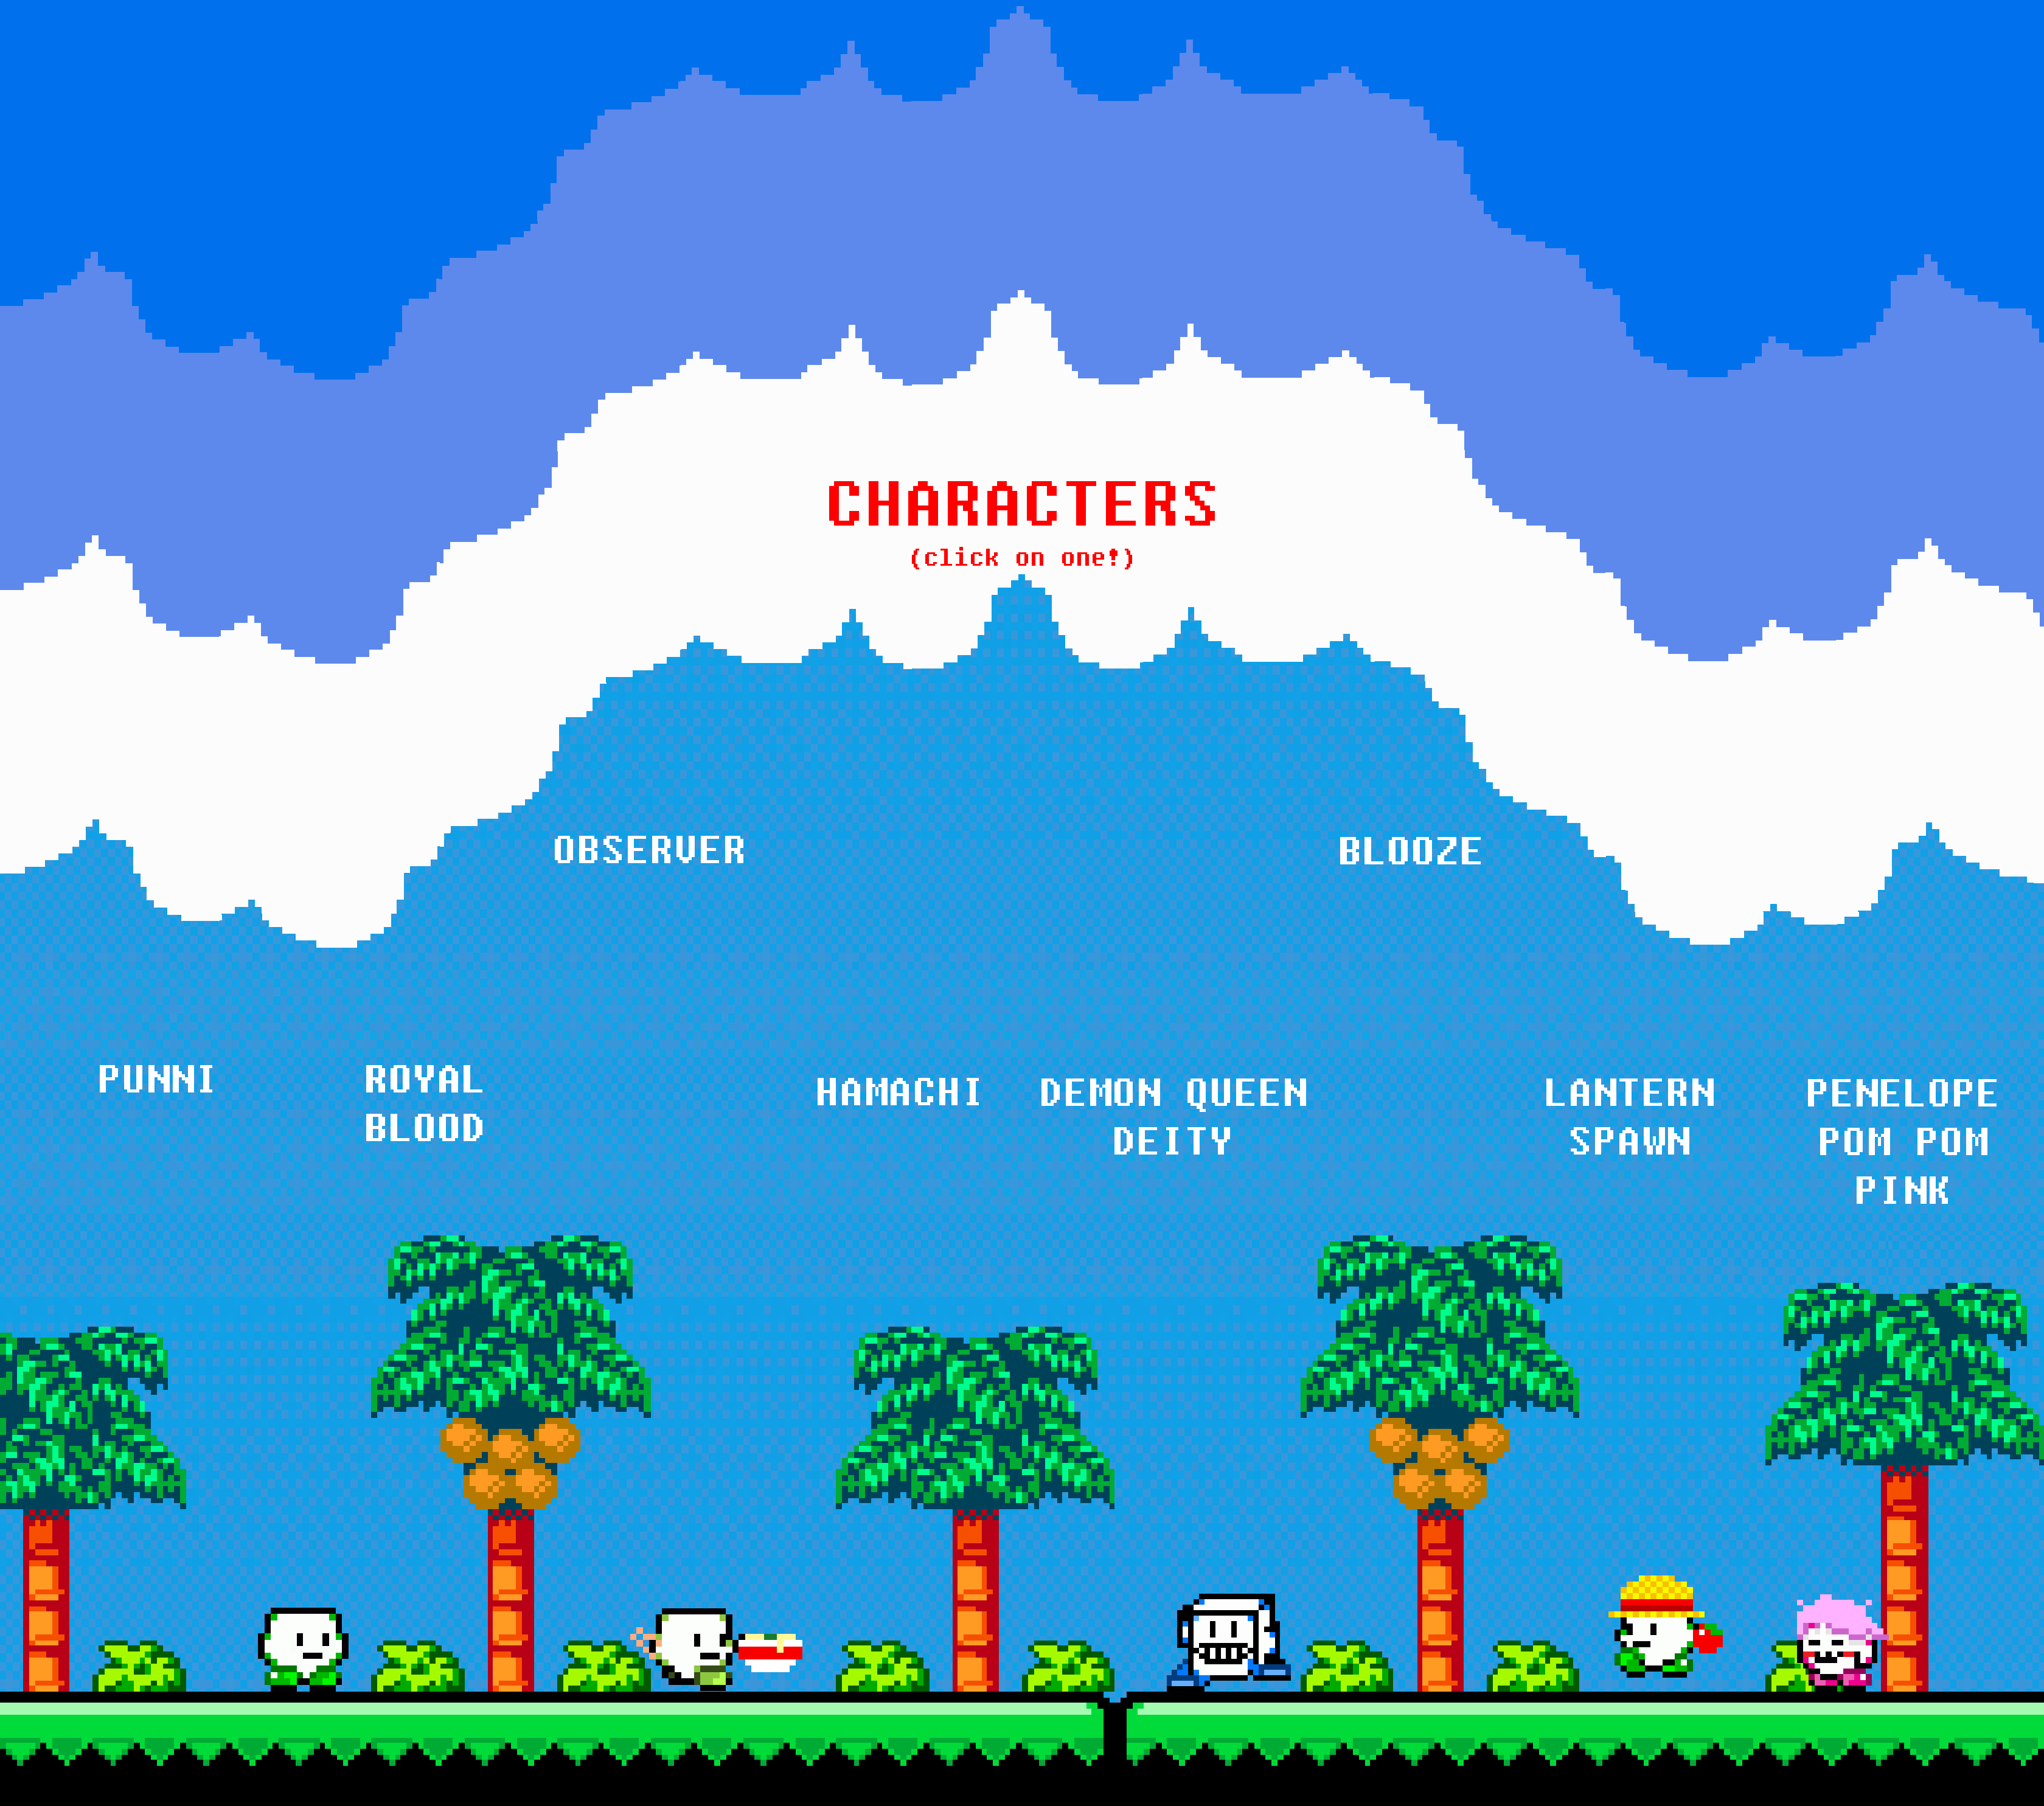 CHARACTERS
(click on one!)
OBSERVER
BLOOZE
PUNNI
ROYAL
BLOOD
HAMACHI
DEMON QUEEN
DEITY
LANTERN
SPAWN
PENELOPE
POM POM
PINK